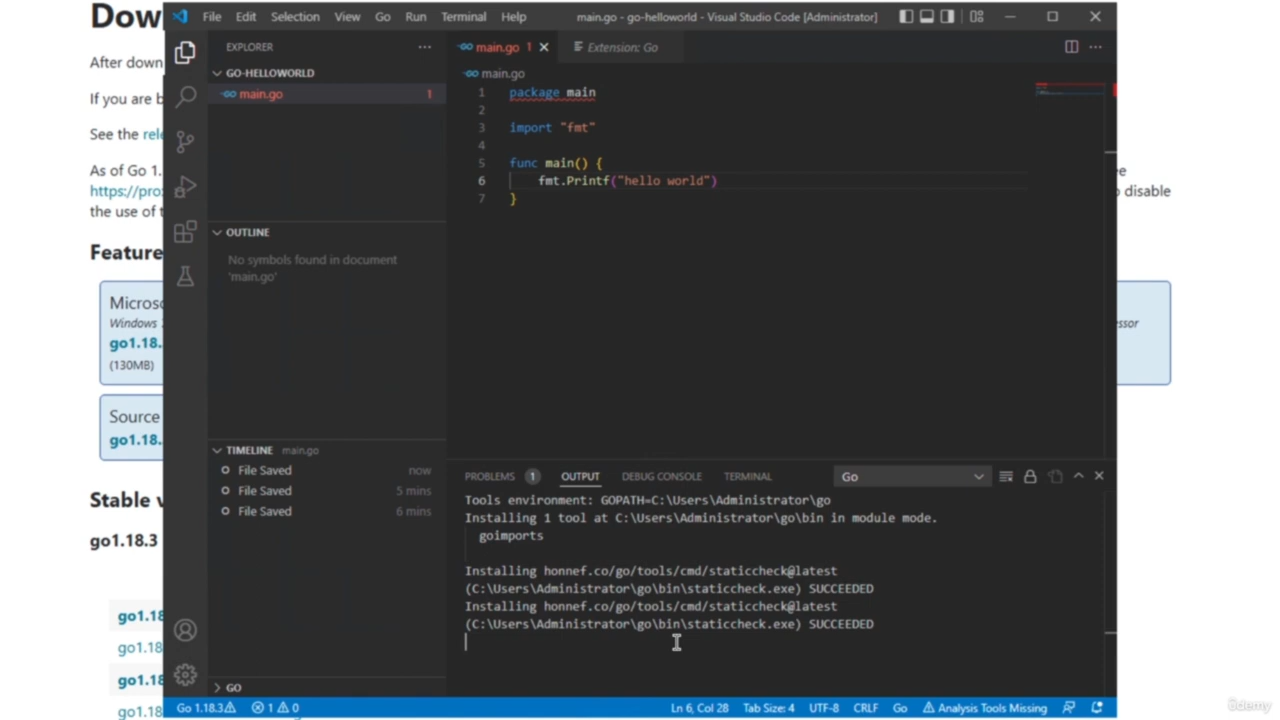 Dow
After down
If you are b
See the rele
As of Go 1.
https://pro
the use of t
Feature
Microso
Windows
go1.18.
(130MB)
Source
go1.18.
Stable v
go1.18.3
go1.18
go1.18
go1.18
go1.18
File Edit Selection View Go Run Terminal Help
main.go - go-helloworld - Visual Studio Code [Administrator]
EXPLORER
GO-HELLOWORLD
main.go 1
OUTLINE
No symbols found in document
'main.go'
TIMELINE main.go
File Saved now
File Saved 5 mins
File Saved 6 mins
GO
main.go 1
Extension: Go
main.go
1 package main
2
3 import "fmt"
4
5 func main() {
6 fmt.Printf("hello world")
7 }
PROBLEMS 1 OUTPUT DEBUG CONSOLE TERMINAL
Go
Tools environment: GOPATH=C:\Users\Administrator\go
Installing 1 tool at C:\Users\Administrator\go\bin in module mode.
goimports
Installing honnef.co/go/tools/cmd/staticcheck@latest
(C:\Users\Administrator\go\bin\staticcheck.exe) SUCCEEDED
Installing honnef.co/go/tools/cmd/staticcheck@latest
(C:\Users\Administrator\go\bin\staticcheck.exe) SUCCEEDED
Go 1.18.3 1 0 Ln 6, Col 28 Tab Size: 4 UTF-8 CRLF Go Analysis Tools Missing
e
o disable
ssor
ûdemy